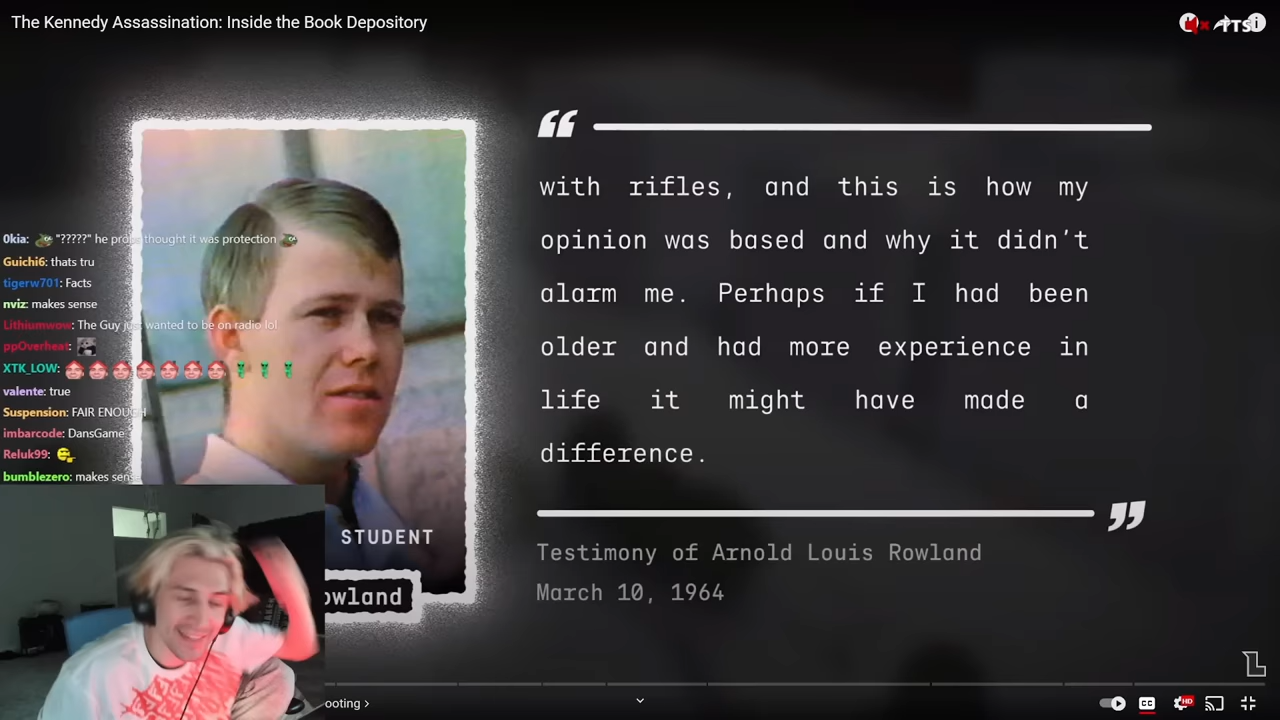 The Kennedy Assassination: Inside the Book Depository
TTS
“
with rifles, and this is how my
opinion was based and why it didn’t
alarm me. Perhaps if I had been
older and had more experience in
life it might have made a
difference.
”
Testimony of Arnold Louis Rowland
March 10, 1964
0kia: "?????" he prob thought it was protection
Guichi6: thats tru
tigerw701: Facts
nviz: makes sense
Lithiumwow: The Guy just wanted to be on radio lol
ppOverheat:
XTK_LOW:
valente: true
Suspension: FAIR ENOUGH
imbarcode: DansGame
Reluk99:
bumblezero: makes sense
STUDENT
owland
ooting ›
CC
HD